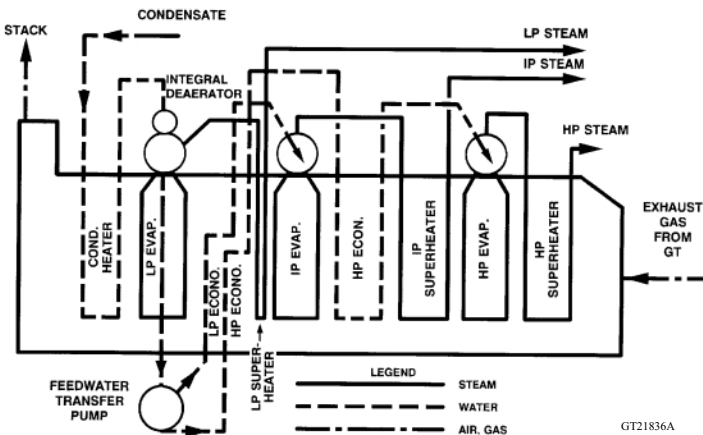 STACK
CONDENSATE
INTEGRAL
DEAERATOR
LP STEAM
IP STEAM
HP STEAM
EXHAUST
GAS
FROM
GT
COND.
HEATER
LP EVAP.
LP ECONO.
HP ECONO.
IP EVAP.
HP ECON.
IP
SUPERHEATER
HP EVAP.
HP
SUPERHEATER
FEEDWATER
TRANSFER
PUMP
LP SUPER-
HEATER
LEGEND
STEAM
WATER
AIR, GAS
GT21836A